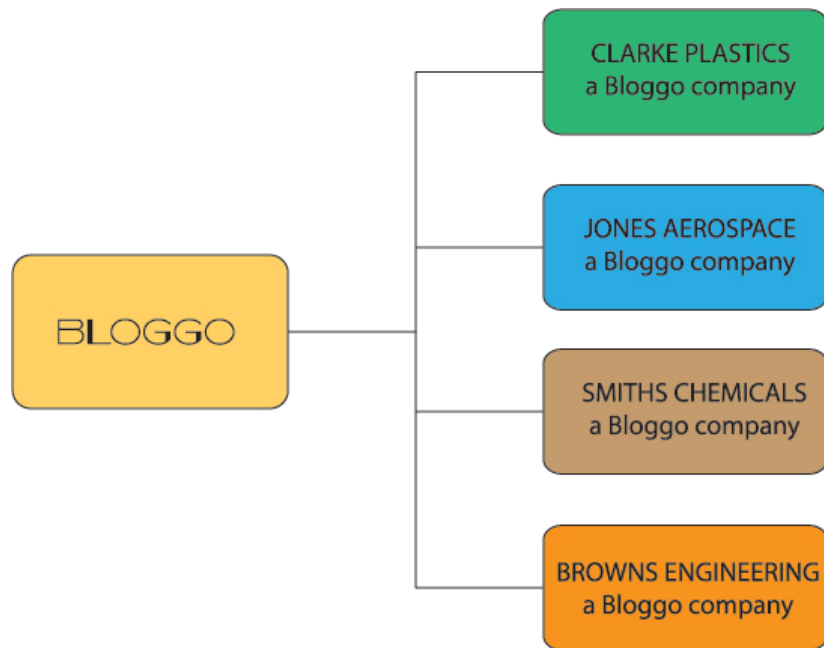 CLARKE PLASTICS
a Bloggo company
JONES AEROSPACE
a Bloggo company
BLOGGO
SMITHS CHEMICALS
a Bloggo company
BROWNS ENGINEERING
a Bloggo company